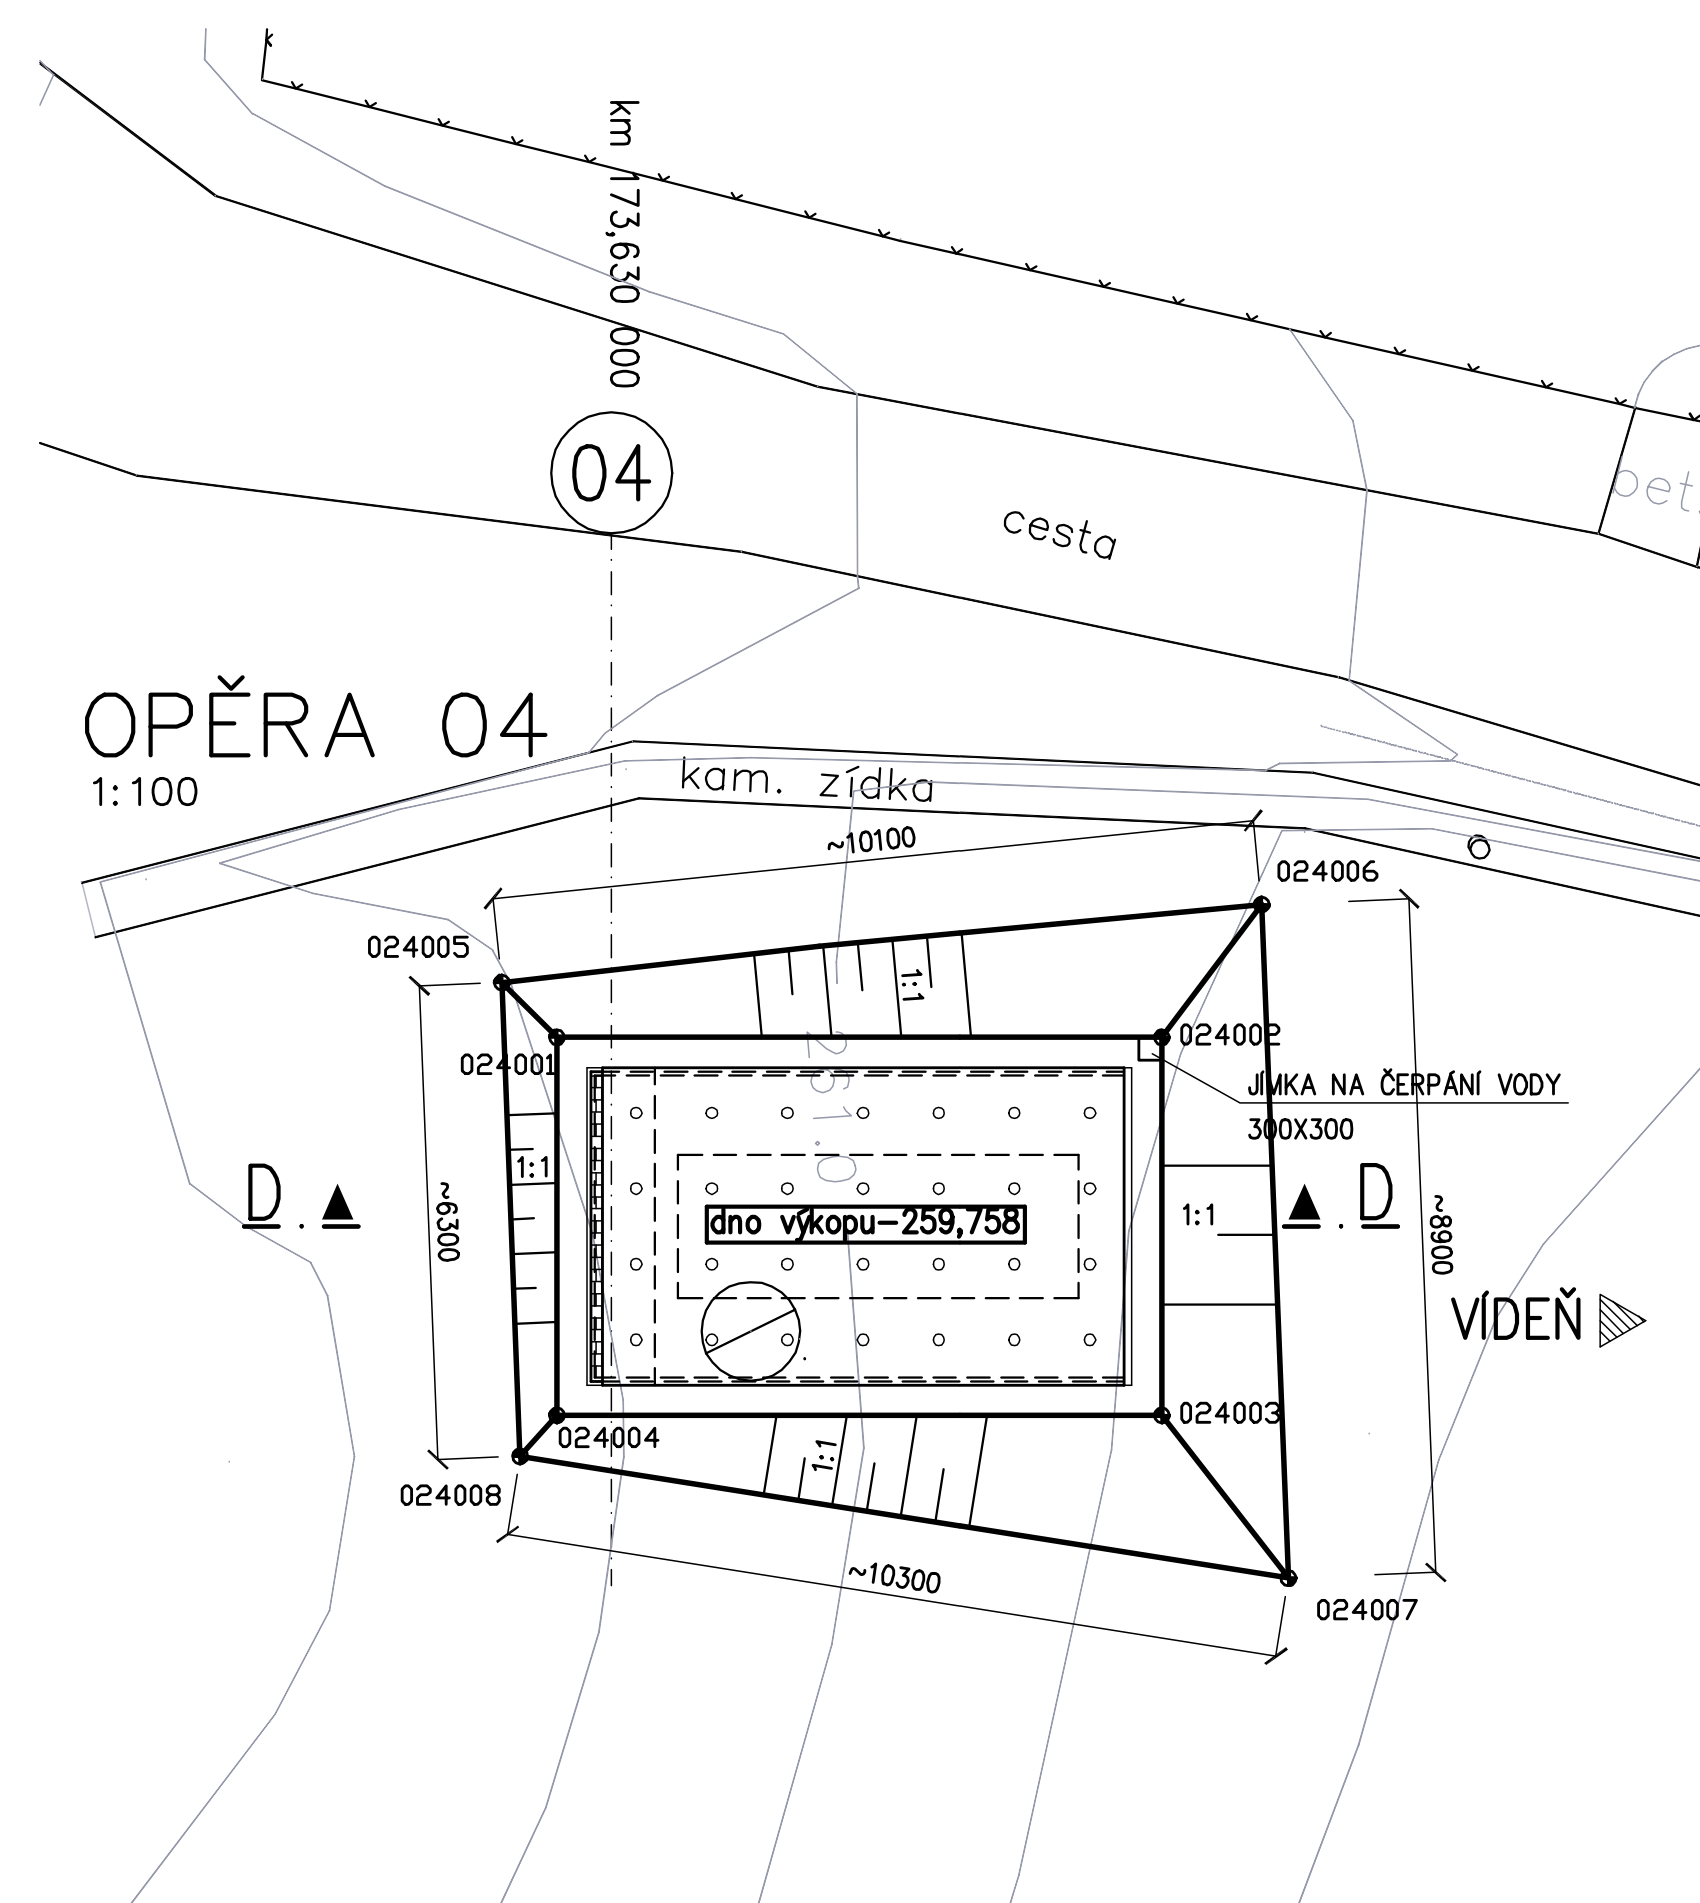 km 173,630 000
04
cesta
bet.
OPĚRA 04
1:100
kam. zídka
~10100
024006
024005
1:1
024002
024001
JÍMKA NA ČERPÁNÍ VODY
300X300
1:1
D.
~6300
dno výkopu-259,758
1:1
. D
~8900
VÍDEŇ
024003
024004
1:1
024008
~10300
024007